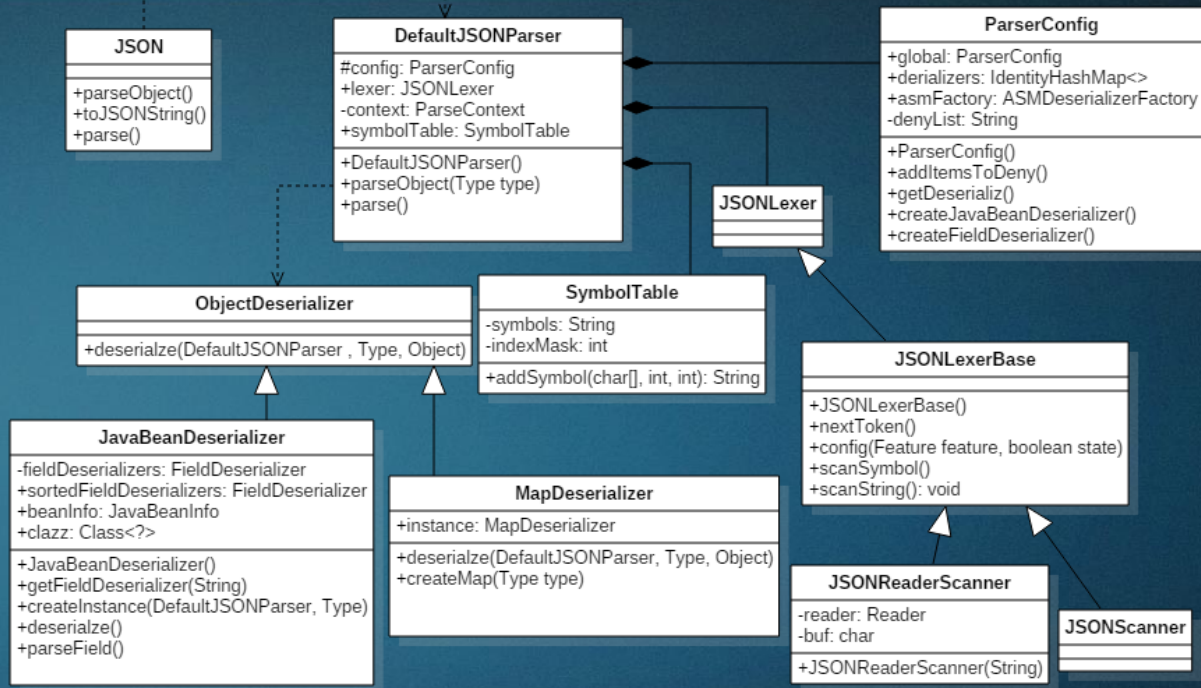 JSON
+parseObject()
+toJSONString()
+parse()
DefaultJSONParser
#config: ParserConfig
+lexer: JSONLexer
-context: ParseContext
+symbolTable: SymbolTable
+DefaultJSONParser()
+parseObject(Type type)
+parse()
ParserConfig
+global: ParserConfig
+derializers: IdentityHashMap<>
+asmFactory: ASMDeserializerFactory
-denyList: String
+ParserConfig()
+addItemsToDeny()
+getDeserializ()
+createJavaBeanDeserializer()
+createFieldDeserializer()
JSONLexer
ObjectDeserializer
+deserialze(DefaultJSONParser , Type, Object)
SymbolTable
-symbols: String
-indexMask: int
+addSymbol(char[], int, int): String
JSONLexerBase
+JSONLexerBase()
+nextToken()
+config(Feature feature, boolean state)
+scanSymbol()
+scanString(): void
JavaBeanDeserializer
-fieldDeserializers: FieldDeserializer
+sortedFieldDeserializers: FieldDeserializer
+beanInfo: JavaBeanInfo
+clazz: Class<?>
+JavaBeanDeserializer()
+getFieldDeserializer(String)
+createInstance(DefaultJSONParser, Type)
+deserialze()
+parseField()
MapDeserializer
+instance: MapDeserializer
+deserialze(DefaultJSONParser, Type, Object)
+createMap(Type type)
JSONReaderScanner
-reader: Reader
-buf: char
+JSONReaderScanner(String)
JSONScanner